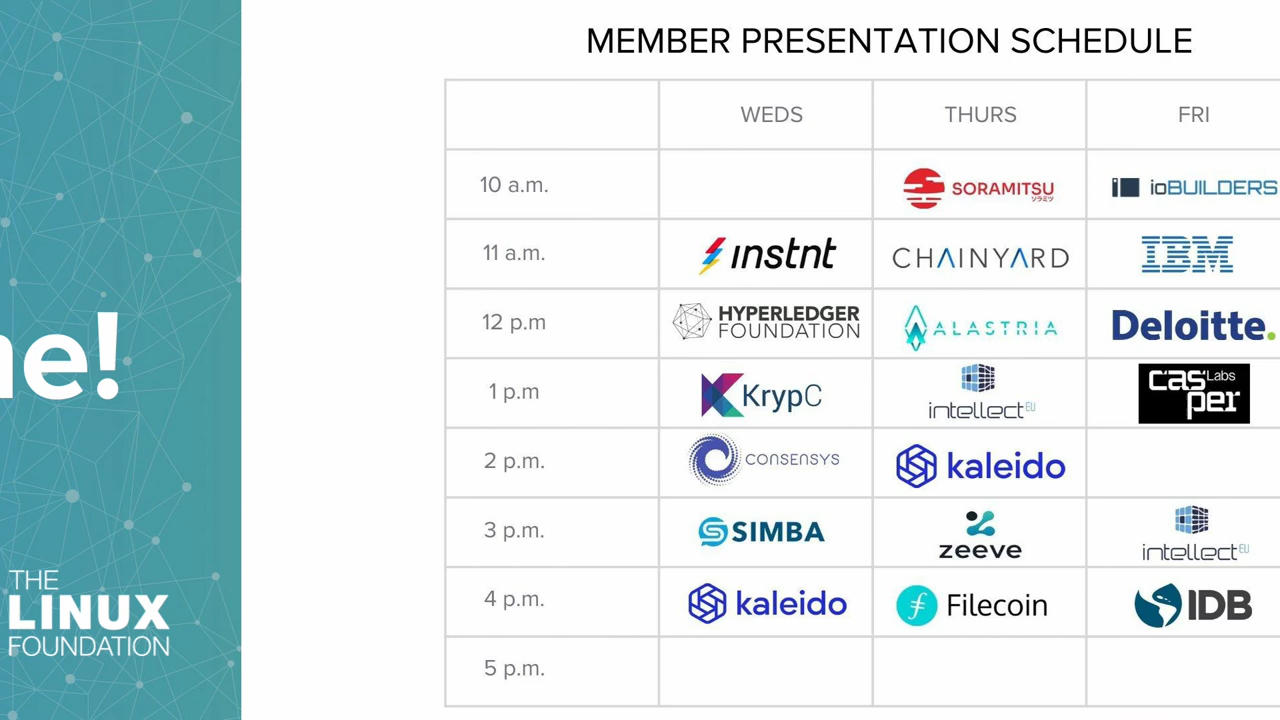 MEMBER PRESENTATION SCHEDULE
WEDS THURS FRI
10 a.m. SORAMITSU ソラミツ ioBUILDERS
11 a.m. instnt CHAINYARD IBM
12 p.m HYPERLEDGER FOUNDATION ALASTRIA Deloitte.
1 p.m KrypC intellect EU casper Labs
2 p.m. CONSENSYS kaleido
3 p.m. SIMBA zeeve intellect EU
4 p.m. kaleido Filecoin IDB
5 p.m.
e!
THE
LINUX
FOUNDATION